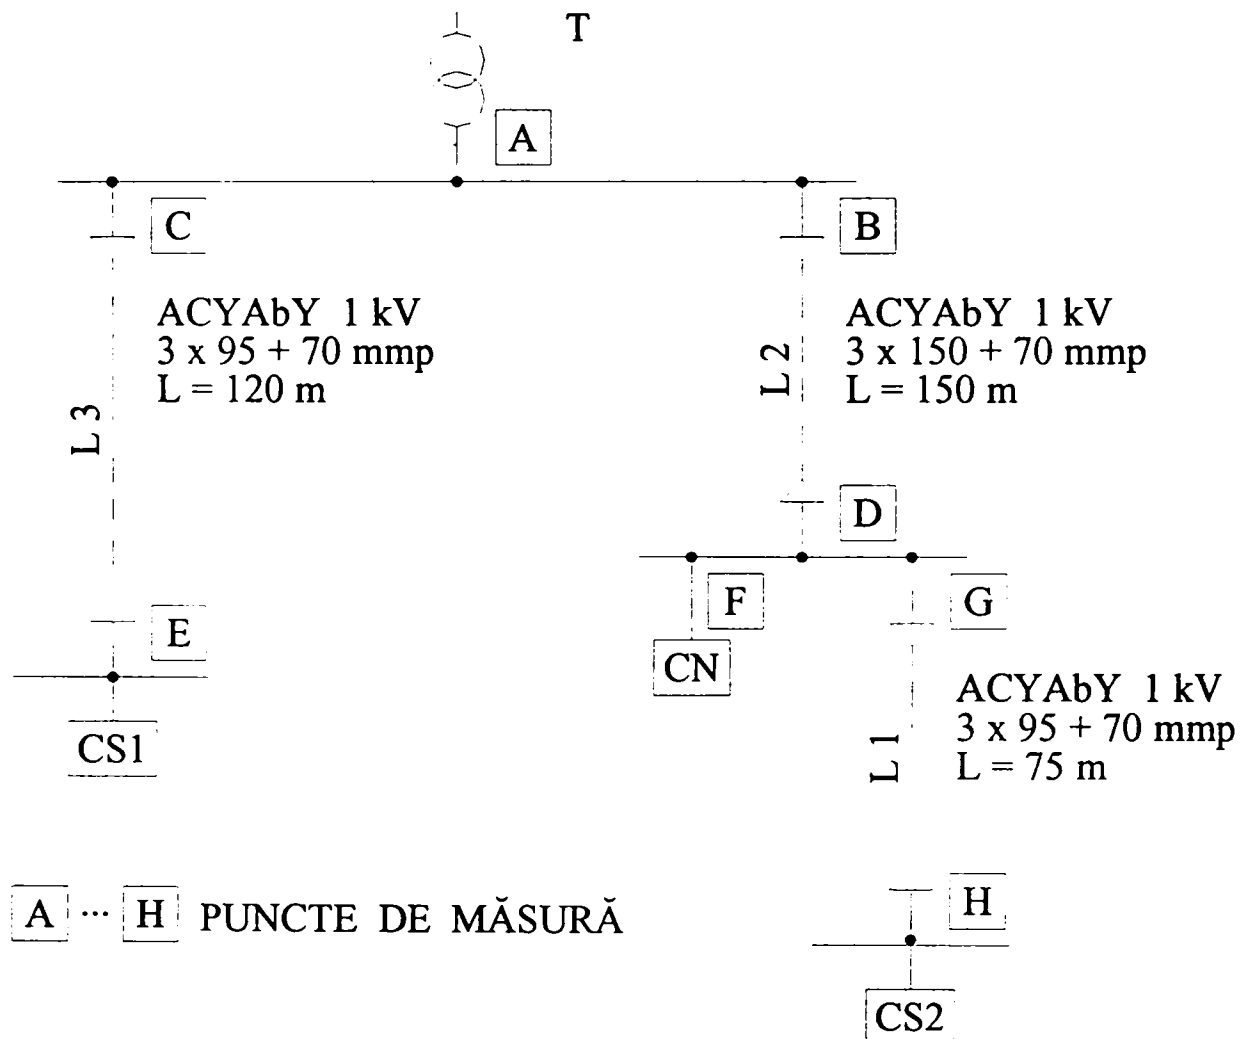 T
A
C
B
ACYAbY 1 kV
3 x 95 + 70 mmp
L = 120 m
L 3
ACYAbY 1 kV
3 x 150 + 70 mmp
L = 150 m
L 2
D
E
F
G
CN
CS1
ACYAbY 1 kV
3 x 95 + 70 mmp
L = 75 m
L 1
A ... H PUNCTE DE MĂSURĂ
H
CS2